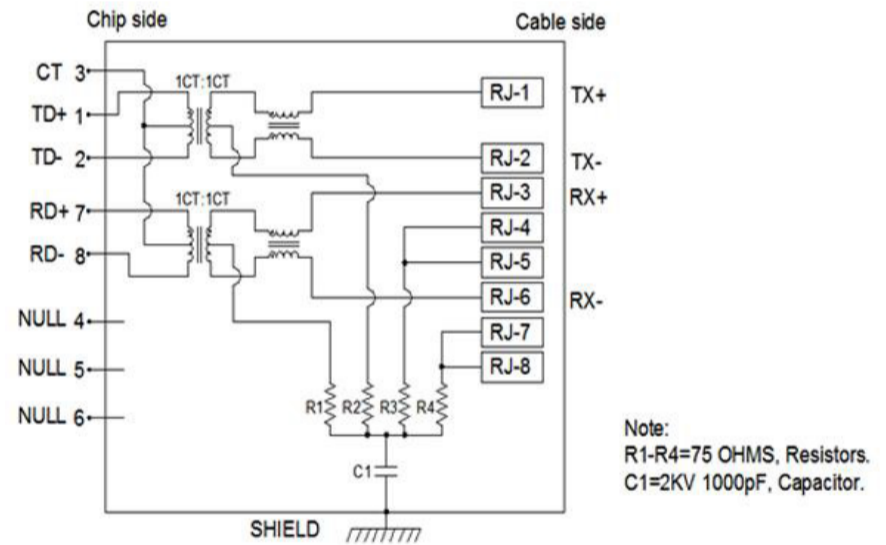 Chip side
Cable side
CT 3
1CT:1CT
RJ-1 TX+
TD+ 1
TD- 2
RJ-2 TX-
RJ-3 RX+
1CT:1CT
RD+ 7
RJ-4
RD- 8
RJ-5
RJ-6 RX-
NULL 4
RJ-7
RJ-8
NULL 5
R1 R2 R3 R4
NULL 6
Note:
R1-R4=75 OHMS, Resistors.
C1
C1=2KV 1000pF, Capacitor.
SHIELD